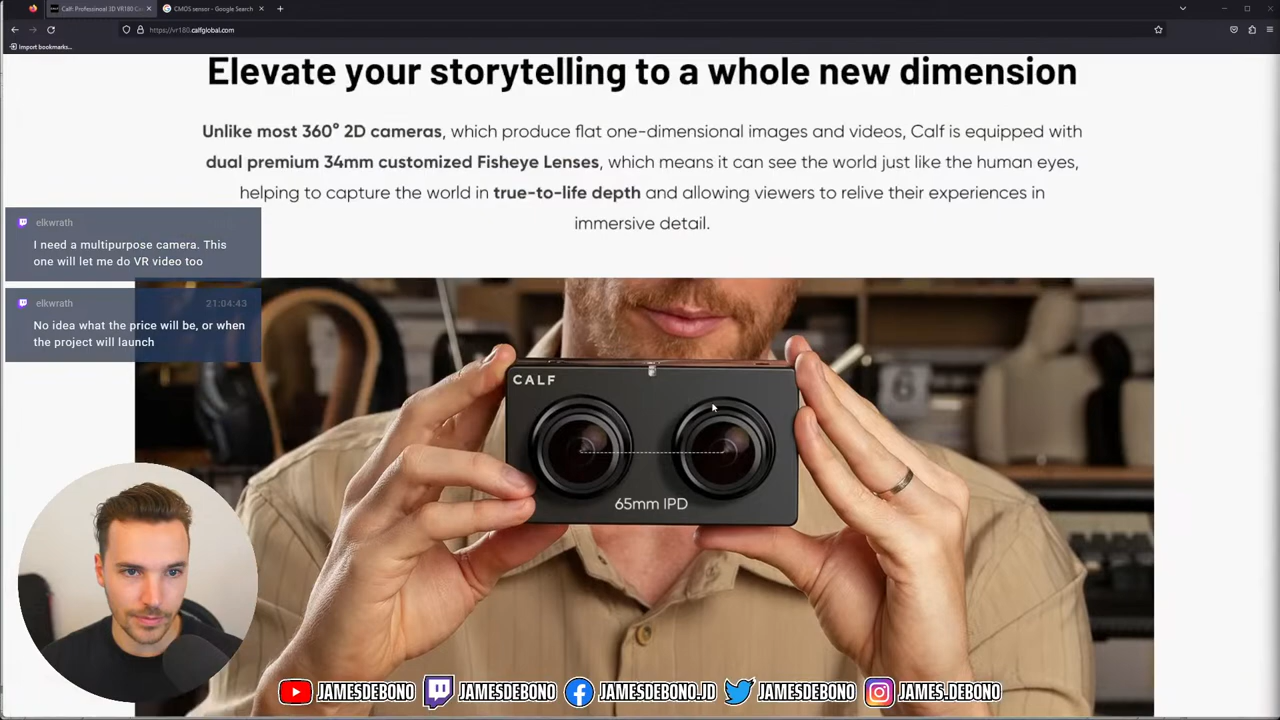 Calf: Professinoal 3D VR180 Ca
CMOS sensor - Google Search
https://vr180.calfglobal.com
Import bookmarks...
Elevate your storytelling to a whole new dimension
Unlike most 360° 2D cameras, which produce flat one-dimensional images and videos, Calf is equipped with
dual premium 34mm customized Fisheye Lenses, which means it can see the world just like the human eyes,
helping to capture the world in true-to-life depth and allowing viewers to relive their experiences in
immersive detail.
elkwrath
I need a multipurpose camera. This
one will let me do VR video too
elkwrath 21:04:43
No idea what the price will be, or when
the project will launch
CALF
65mm IPD
6
JAMESDEBONO JAMESDEBONO JAMESDEBONO.JD JAMESDEBONO JAMES.DEBONO